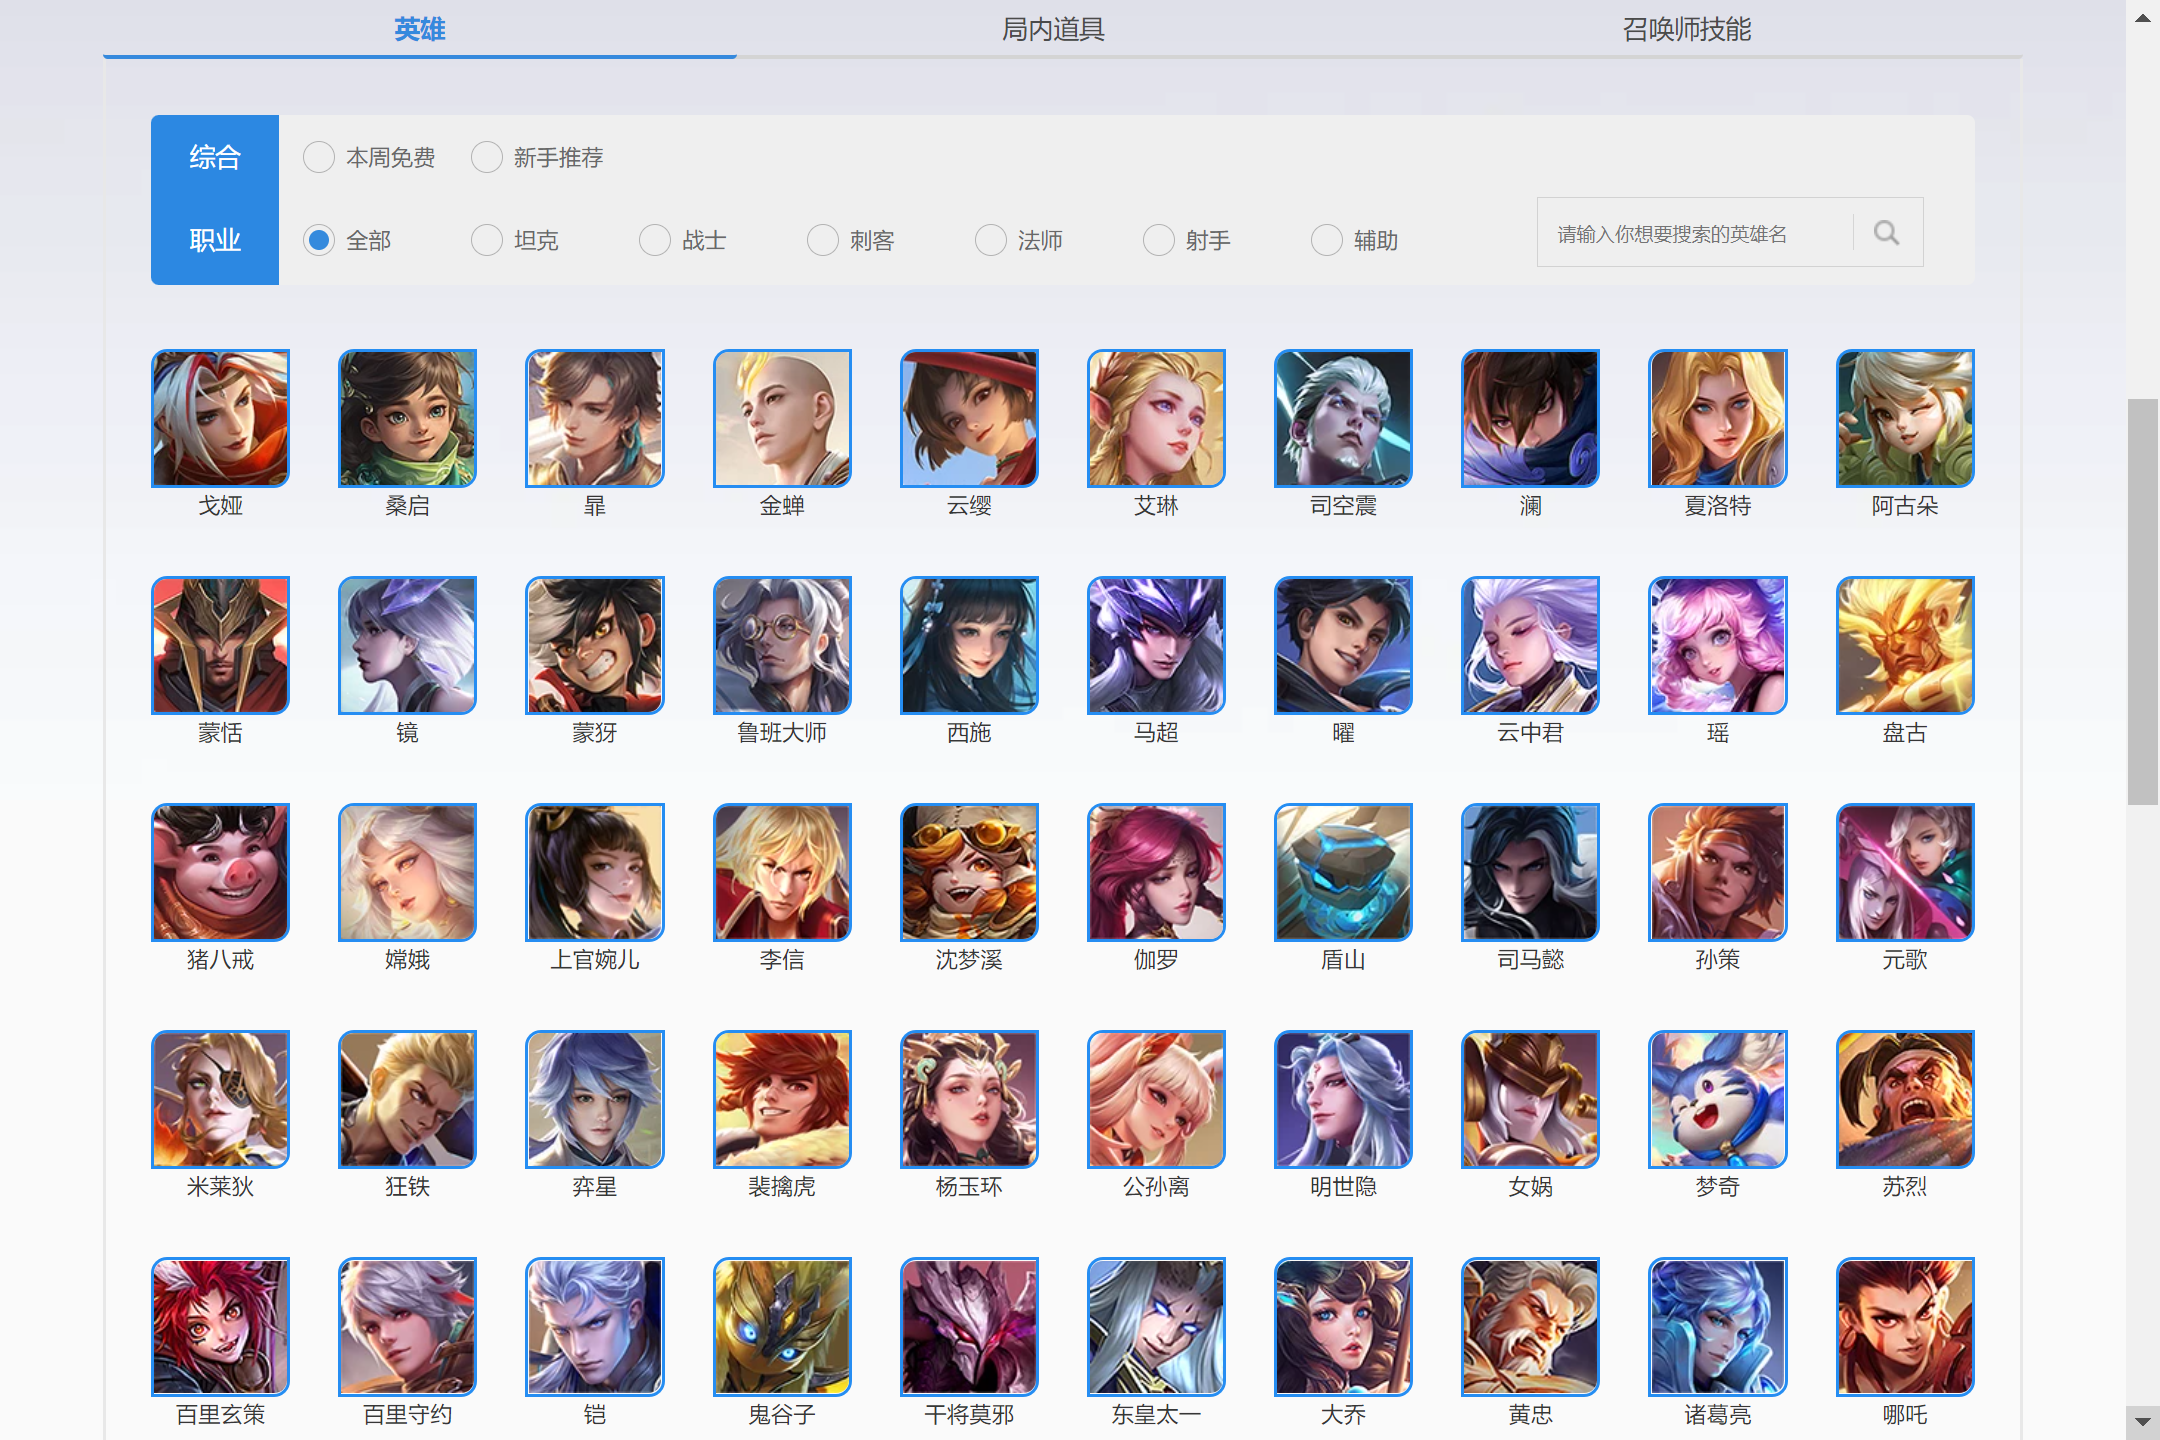 英雄 局内道具 召唤师技能
综合 本周免费 新手推荐
职业 全部 坦克 战士 刺客 法师 射手 辅助 请输入你想要搜索的英雄名
戈娅 桑启 暃 金蝉 云缨 艾琳 司空震 澜 夏洛特 阿古朵
蒙恬 镜 蒙犽 鲁班大师 西施 马超 曜 云中君 瑶 盘古
猪八戒 嫦娥 上官婉儿 李信 沈梦溪 伽罗 盾山 司马懿 孙策 元歌
米莱狄 狂铁 弈星 裴擒虎 杨玉环 公孙离 明世隐 女娲 梦奇 苏烈
百里玄策 百里守约 铠 鬼谷子 干将莫邪 东皇太一 大乔 黄忠 诸葛亮 哪吒